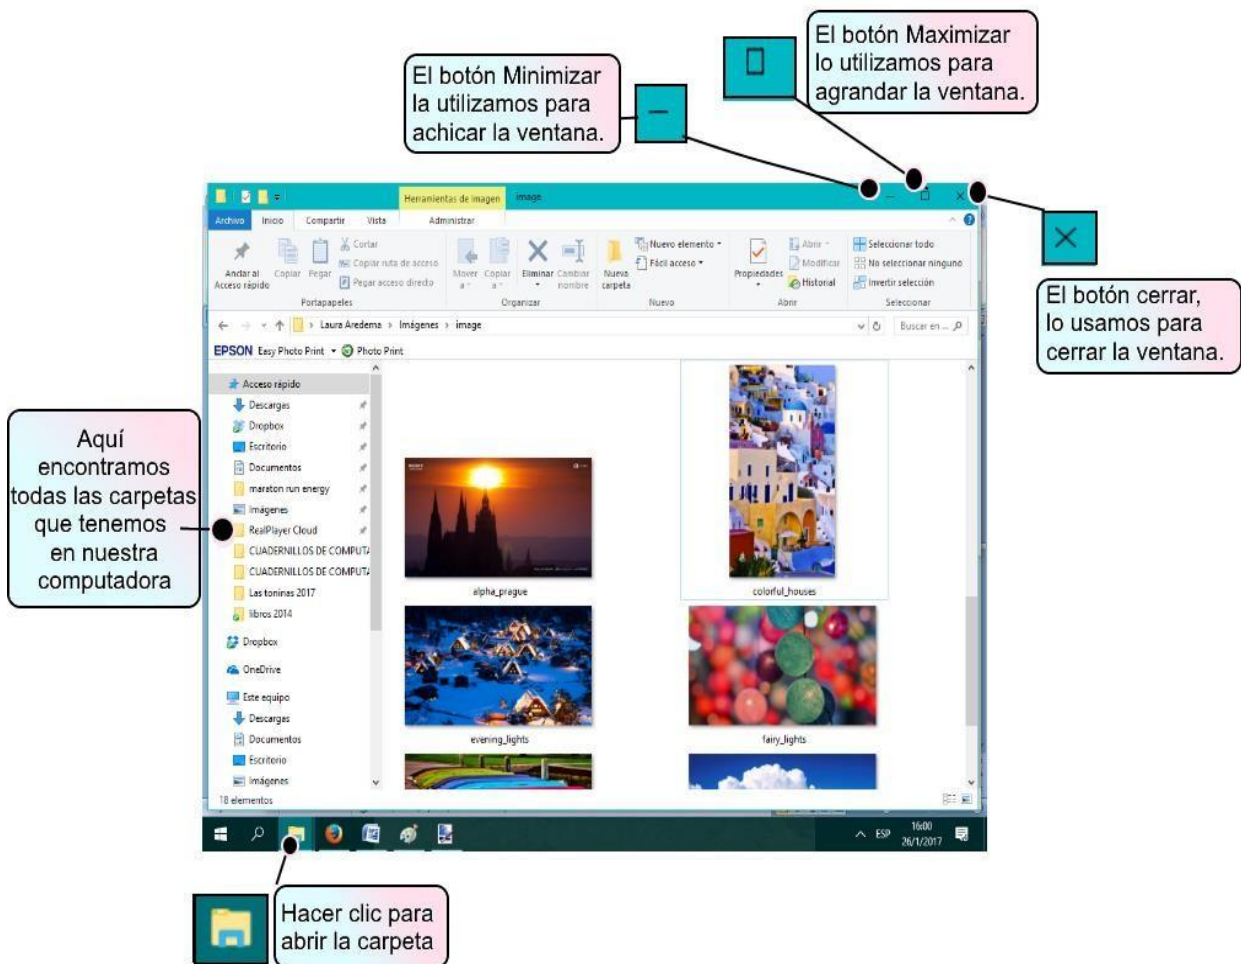 El botón Maximizar
lo utilizamos para
agrandar la ventana.
El botón Minimizar
la utilizamos para
achicar la ventana.
El botón cerrar,
lo usamos para
cerrar la ventana.
Herramientas de imagen image
Archivo Inicio Compartir Vista Administrar
Anclar al
Acceso rápido
Copiar
Pegar
Cortar
Copiar ruta de acceso
Pegar acceso directo
Portapapeles
Mover
a
Copiar
a
Eliminar
Cambiar
nombre
Organizar
Nueva
carpeta
Nuevo elemento
Fácil acceso
Nuevo
Propiedades
Abrir
Modificar
Historial
Abrir
Seleccionar todo
No seleccionar ninguno
Invertir selección
Seleccionar
Laura Aredema > Imágenes > image
Buscar en ...
EPSON Easy Photo Print Photo Print
Aquí
encontramos
todas las carpetas
que tenemos
en nuestra
computadora
Acceso rápido
Descargas
Dropbox
Escritorio
Documentos
maraton run energy
Imágenes
RealPlayer Cloud
CUADERNILLOS DE COMPUTA
CUADERNILLOS DE COMPUTA
Las toninas 2017
libros 2014
Dropbox
OneDrive
Este equipo
Descargas
Documentos
Escritorio
Imágenes
SONY
alpha_prague
colorful_houses
evening_lights
fairy_lights
18 elementos
ESP
16:00
26/1/2017
Hacer clic para
abrir la carpeta